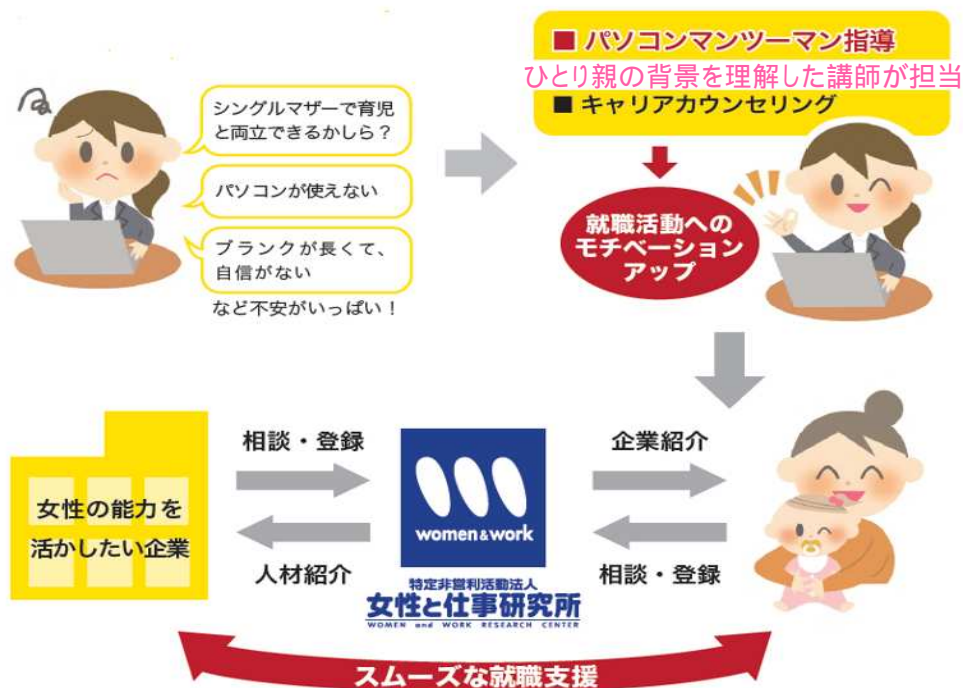 シングルマザーで育児
と両立できるかしら？
パソコンが使えない
ブランクが長くて、
自信がない
など不安がいっぱい！
■ パソコンマンツーマン指導
ひとり親の背景を理解した講師が担当
■ キャリアカウンセリング
就職活動への
モチベーション
アップ
女性の能力を
活かしたい企業
相談・登録
人材紹介
women&work
特定非営利活動法人
女性と仕事研究所
WOMEN and WORK RESEARCH CENTER
企業紹介
相談・登録
スムーズな就職支援